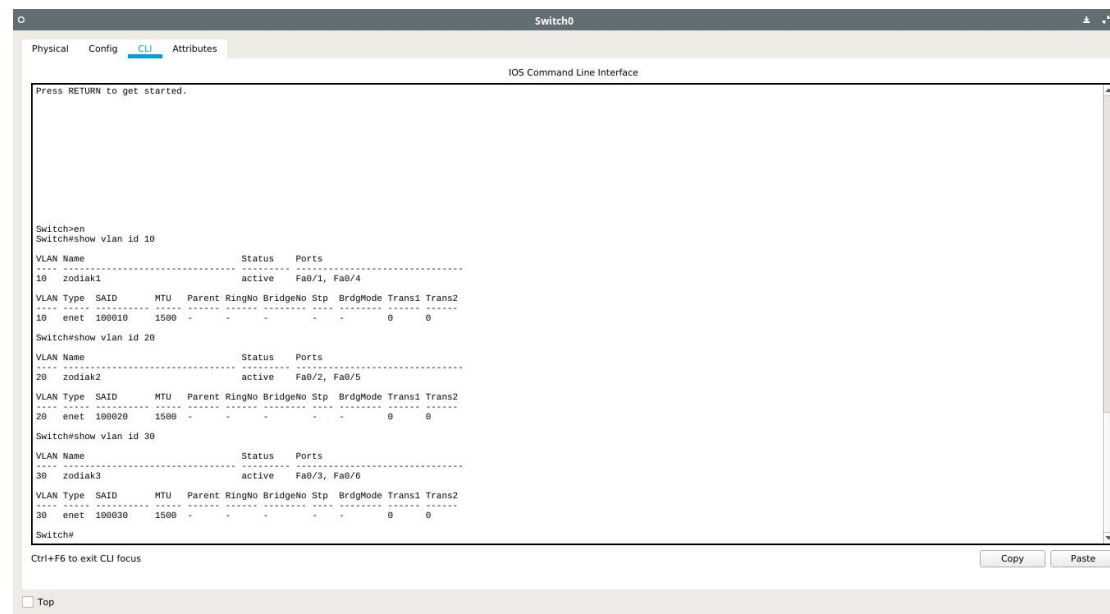 Switch0
Physical Config CLI Attributes
IOS Command Line Interface
Press RETURN to get started.
Switch>en
Switch#show vlan id 10
VLAN Name                             Status    Ports
---- -------------------------------- --------- -------------------------------
10   zodiak1                          active    Fa0/1, Fa0/4
VLAN Type  SAID       MTU   Parent RingNo BridgeNo Stp  BrdgMode Trans1 Trans2
---- ----- ---------- ----- ------ ------ -------- ---- -------- ------ ------
10   enet  100010     1500  -      -      -        -    -        0      0
Switch#show vlan id 20
VLAN Name                             Status    Ports
---- -------------------------------- --------- -------------------------------
20   zodiak2                          active    Fa0/2, Fa0/5
VLAN Type  SAID       MTU   Parent RingNo BridgeNo Stp  BrdgMode Trans1 Trans2
---- ----- ---------- ----- ------ ------ -------- ---- -------- ------ ------
20   enet  100020     1500  -      -      -        -    -        0      0
Switch#show vlan id 30
VLAN Name                             Status    Ports
---- -------------------------------- --------- -------------------------------
30   zodiak3                          active    Fa0/3, Fa0/6
VLAN Type  SAID       MTU   Parent RingNo BridgeNo Stp  BrdgMode Trans1 Trans2
---- ----- ---------- ----- ------ ------ -------- ---- -------- ------ ------
30   enet  100030     1500  -      -      -        -    -        0      0
Switch#
Ctrl+F6 to exit CLI focus
Copy Paste
Top